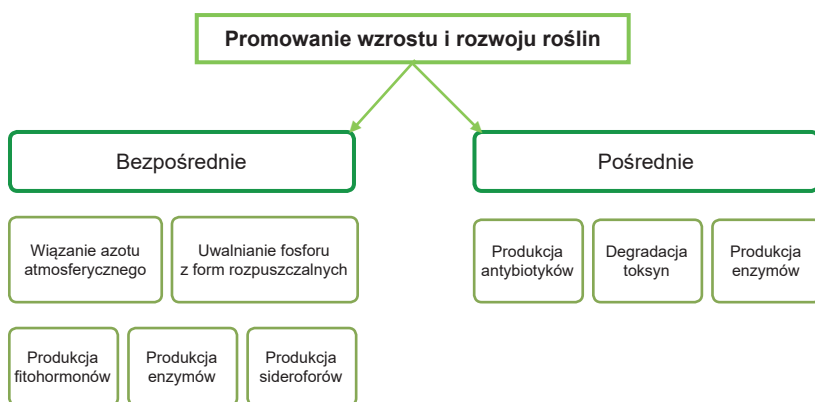 Promowanie wzrostu i rozwoju roślin
Bezpośrednie
Pośrednie
Wiązanie azotu
atmosferycznego
Uwalnianie fosforu
z form rozpuszczalnych
Produkcja
antybiotyków
Degradacja
toksyn
Produkcja
enzymów
Produkcja
fitohormonów
Produkcja
enzymów
Produkcja
sideroforów